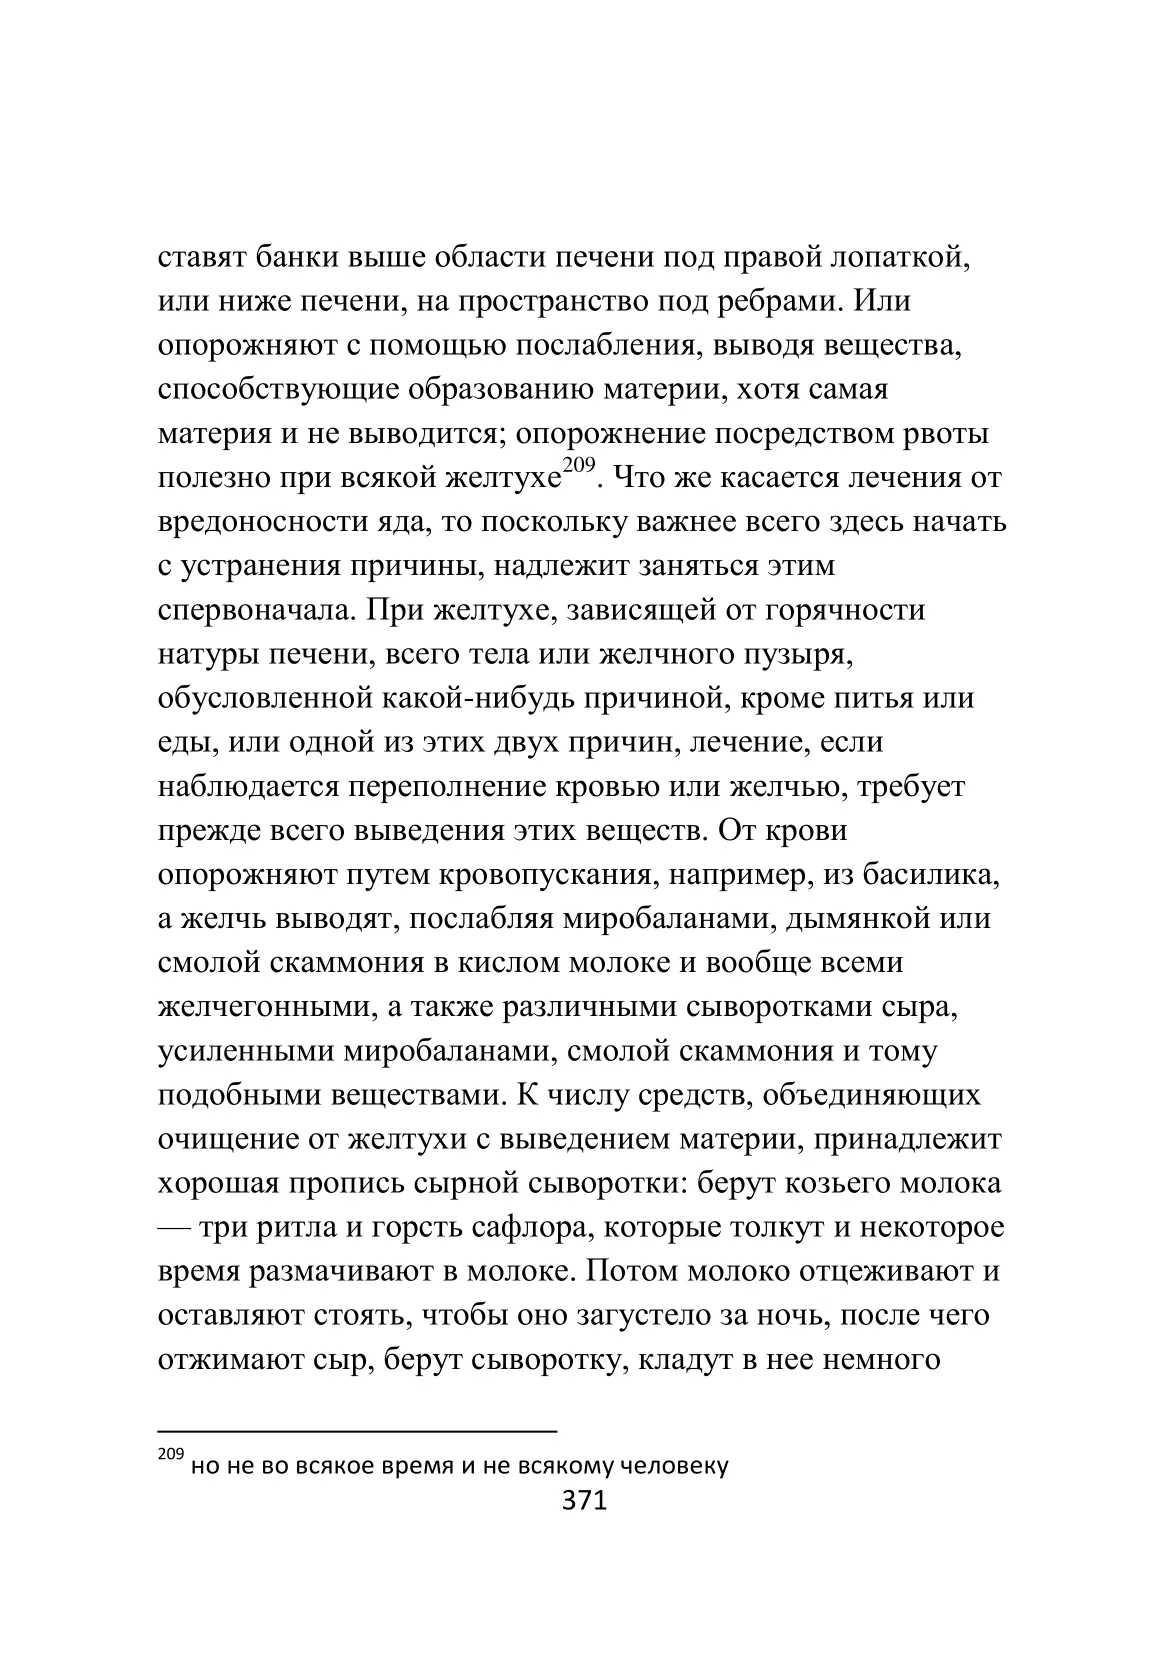 ставят банки выше области печени под правой лопаткой,
или ниже печени, на пространство под ребрами. Или
опорожняют с помощью послабления, выводя вещества,
способствующие образованию материи, хотя самая
материя и не выводится; опорожнение посредством рвоты
полезно при всякой желтухе209. Что же касается лечения от
вредоносности яда, то поскольку важнее всего здесь начать
с устранения причины, надлежит заняться этим
спервоначала. При желтухе, зависящей от горячности
натуры печени, всего тела или желчного пузыря,
обусловленной какой-нибудь причиной, кроме питья или
еды, или одной из этих двух причин, лечение, если
наблюдается переполнение кровью или желчью, требует
прежде всего выведения этих веществ. От крови
опорожняют путем кровопускания, например, из басилика,
а желчь выводят, послабляя миробаланами, дымянкой или
смолой скаммония в кислом молоке и вообще всеми
желчегонными, а также различными сыворотками сыра,
усиленными миробаланами, смолой скаммония и тому
подобными веществами. К числу средств, объединяющих
очищение от желтухи с выведением материи, принадлежит
хорошая пропись сырной сыворотки: берут козьего молока
— три ритла и горсть сафлора, которые толкут и некоторое
время размачивают в молоке. Потом молоко отцеживают и
оставляют стоять, чтобы оно загустело за ночь, после чего
отжимают сыр, берут сыворотку, кладут в нее немного
209 но не во всякое время и не всякому человеку
371